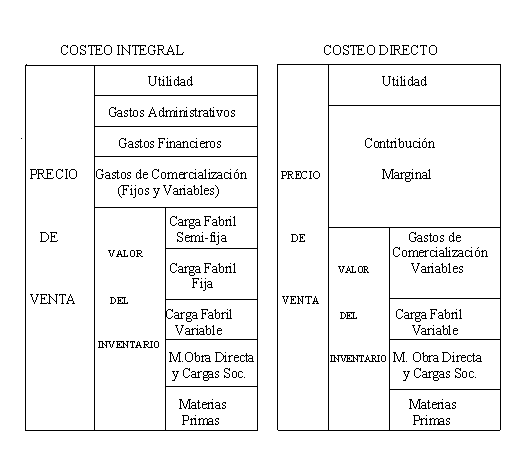 COSTEO INTEGRAL
PRECIO
DE
VENTA
Utilidad
Gastos Administrativos
Gastos Financieros
Gastos de Comercialización
(Fijos y Variables)
VALOR
DEL
INVENTARIO
Carga Fabril
Semi-fija
Carga Fabril
Fija
Carga Fabril
Variable
M.Obra Directa
y Cargas Soc.
Materias
Primas
COSTEO DIRECTO
PRECIO
DE
VENTA
Utilidad
Contribución
Marginal
VALOR
DEL
INVENTARIO
Gastos de
Comercialización
Variables
Carga Fabril
Variable
M. Obra Directa
y Cargas Soc.
Materias
Primas